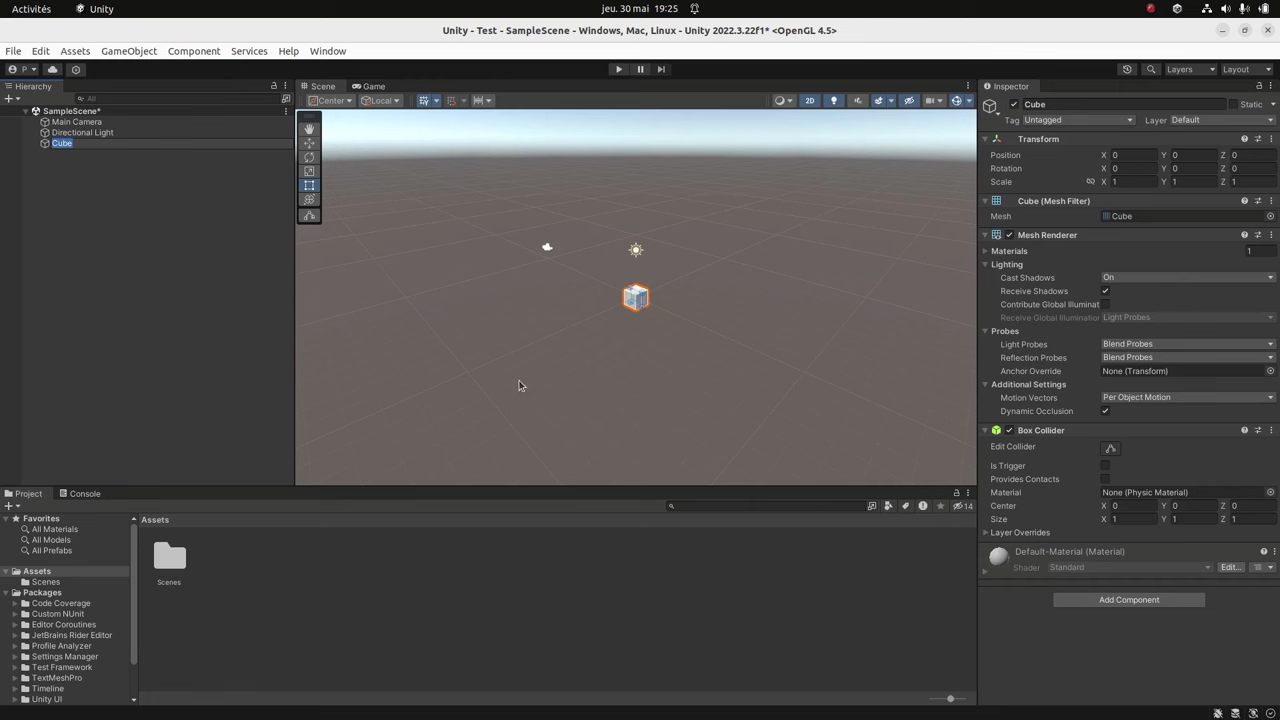 Activités Unity jeu. 30 mai 19:25
Unity - Test - SampleScene - Windows, Mac, Linux - Unity 2022.3.22f1* <OpenGL 4.5>
File Edit Assets GameObject Component Services Help Window
P Layers Layout
Hierarchy
All
SampleScene*
Main Camera
Directional Light
Cube
Scene Game
Center Local 2D
Inspector
Cube Static
Tag Untagged Layer Default
Transform
Position X 0 Y 0 Z 0
Rotation X 0 Y 0 Z 0
Scale X 1 Y 1 Z 1
Cube (Mesh Filter)
Mesh Cube
Mesh Renderer
Materials 1
Lighting
Cast Shadows On
Receive Shadows
Contribute Global Illuminat
Receive Global Illumination Light Probes
Probes
Light Probes Blend Probes
Reflection Probes Blend Probes
Anchor Override None (Transform)
Additional Settings
Motion Vectors Per Object Motion
Dynamic Occlusion
Box Collider
Edit Collider
Is Trigger
Provides Contacts
Material None (Physic Material)
Center X 0 Y 0 Z 0
Size X 1 Y 1 Z 1
Layer Overrides
Default-Material (Material)
Shader Standard Edit...
Add Component
Project Console
14
Favorites
All Materials
All Models
All Prefabs
Assets
Scenes
Packages
Code Coverage
Custom NUnit
Editor Coroutines
JetBrains Rider Editor
Profile Analyzer
Settings Manager
Test Framework
TextMeshPro
Timeline
Unity UI
Assets
Scenes